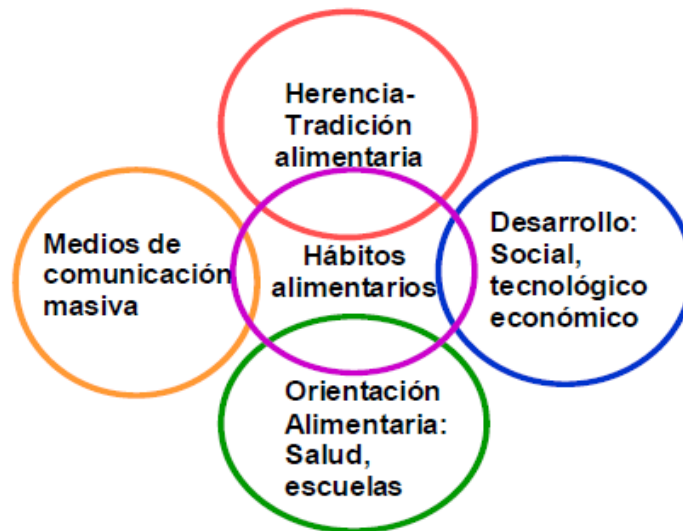 Herencia-
Tradición
alimentaria
Medios de
comunicación
masiva
Hábitos
alimentarios
Desarrollo:
Social,
tecnológico
económico
Orientación
Alimentaria:
Salud,
escuelas